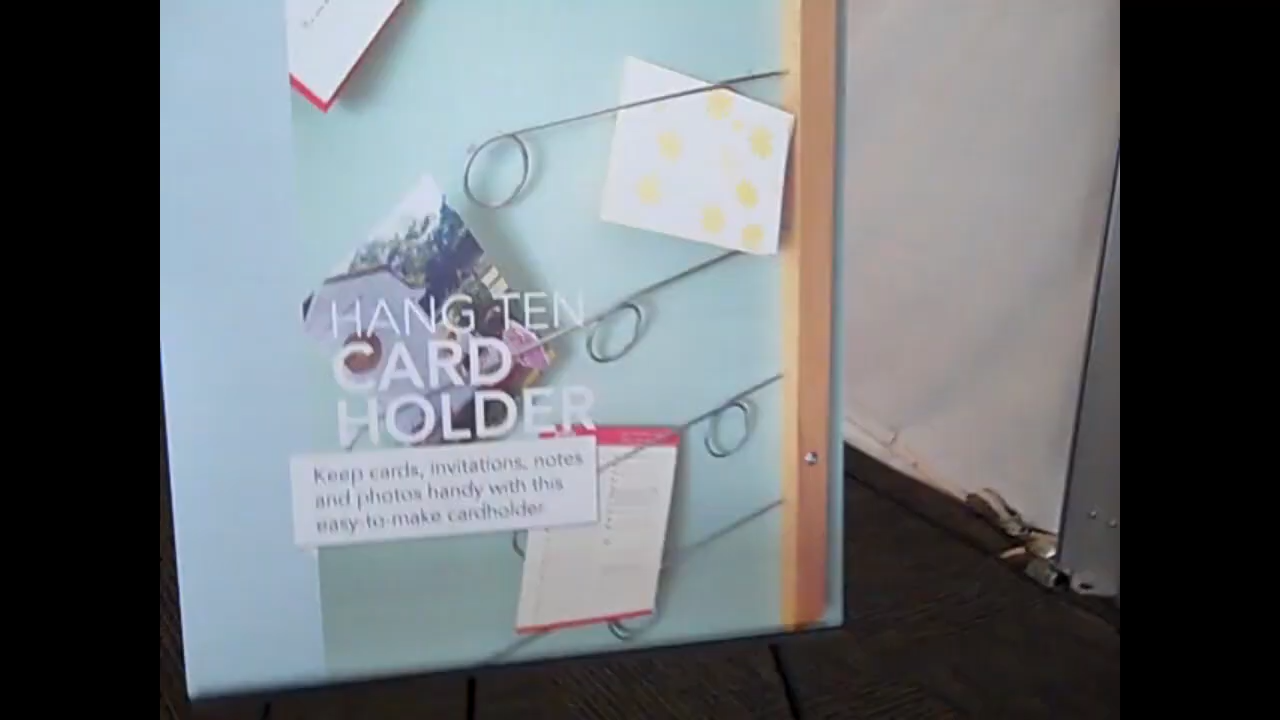 HANG TEN
CARD
HOLDER
Keep cards, invitations, notes
and photos handy with this
easy-to-make cardholder.